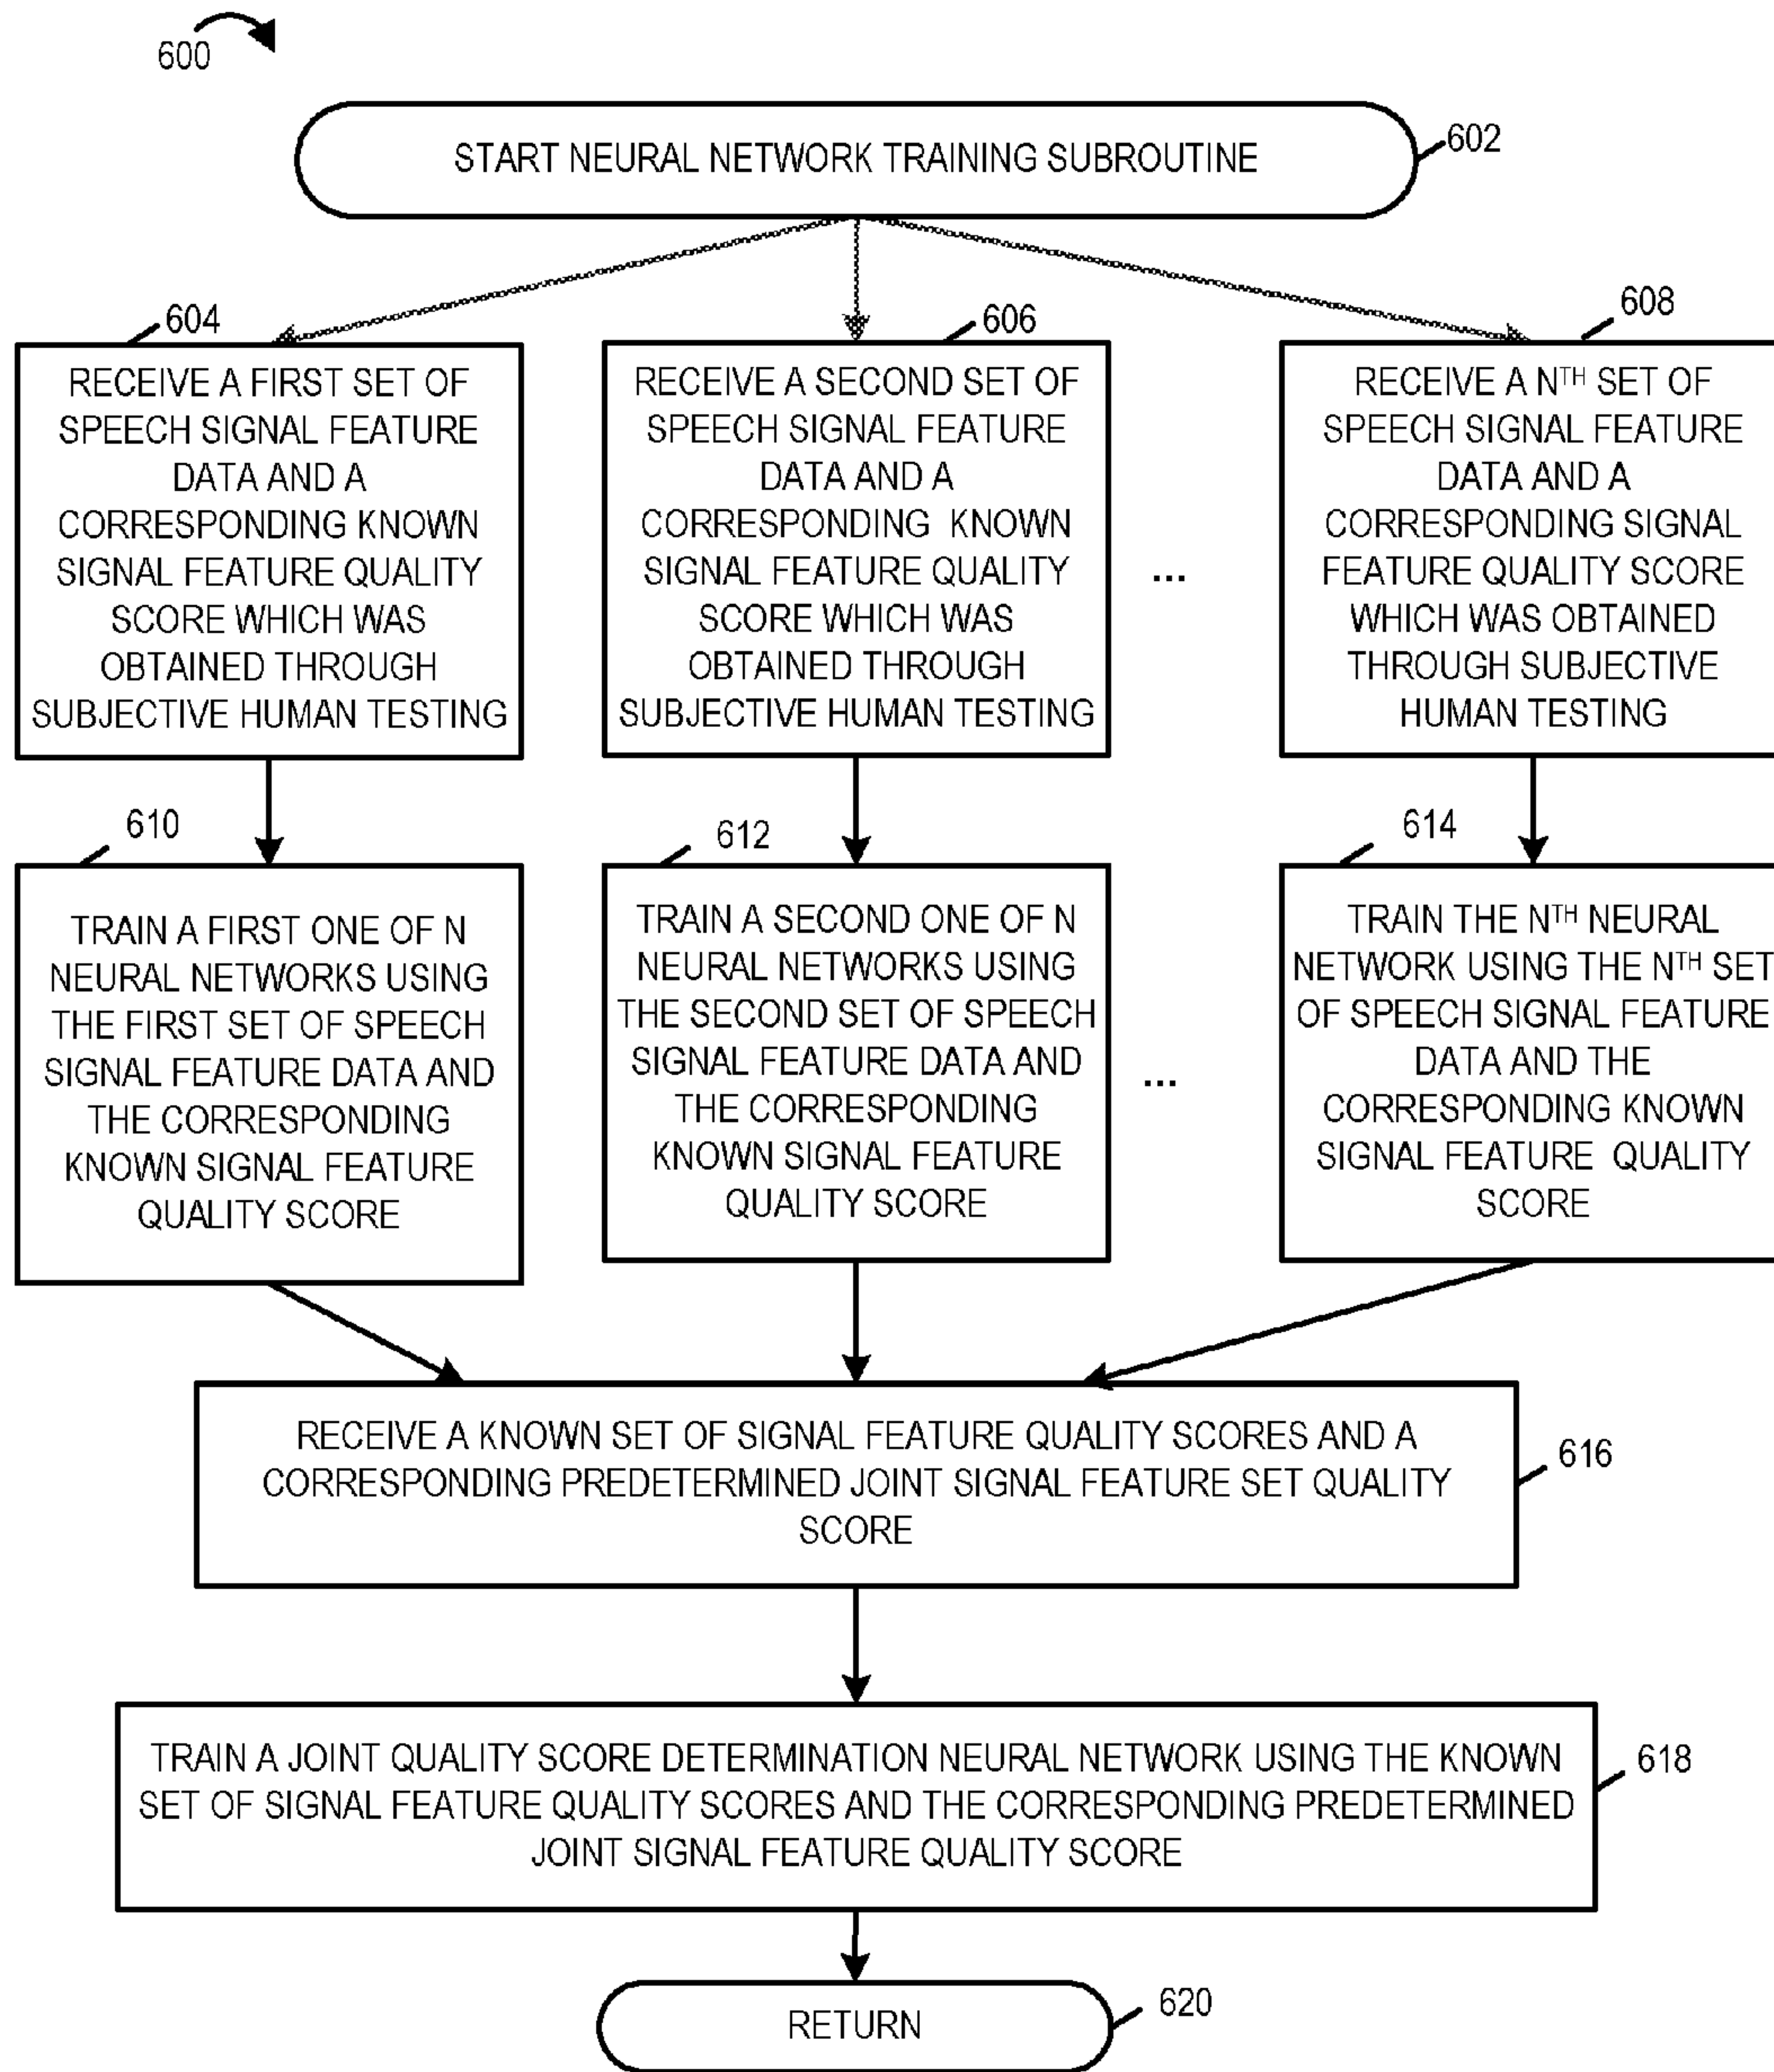 600
START NEURAL NETWORK TRAINING SUBROUTINE
602
604
RECEIVE A FIRST SET OF
SPEECH SIGNAL FEATURE
DATA AND A
CORRESPONDING KNOWN
SIGNAL FEATURE QUALITY
SCORE WHICH WAS
OBTAINED THROUGH
SUBJECTIVE HUMAN TESTING
606
RECEIVE A SECOND SET OF
SPEECH SIGNAL FEATURE
DATA AND A
CORRESPONDING KNOWN
SIGNAL FEATURE QUALITY
SCORE WHICH WAS
OBTAINED THROUGH
SUBJECTIVE HUMAN TESTING
...
608
RECEIVE A NTH SET OF
SPEECH SIGNAL FEATURE
DATA AND A
CORRESPONDING SIGNAL
FEATURE QUALITY SCORE
WHICH WAS OBTAINED
THROUGH SUBJECTIVE
HUMAN TESTING
610
TRAIN A FIRST ONE OF N
NEURAL NETWORKS USING
THE FIRST SET OF SPEECH
SIGNAL FEATURE DATA AND
THE CORRESPONDING
KNOWN SIGNAL FEATURE
QUALITY SCORE
612
TRAIN A SECOND ONE OF N
NEURAL NETWORKS USING
THE SECOND SET OF SPEECH
SIGNAL FEATURE DATA AND
THE CORRESPONDING
KNOWN SIGNAL FEATURE
QUALITY SCORE
...
614
TRAIN THE NTH NEURAL
NETWORK USING THE NTH SET
OF SPEECH SIGNAL FEATURE
DATA AND THE
CORRESPONDING KNOWN
SIGNAL FEATURE QUALITY
SCORE
RECEIVE A KNOWN SET OF SIGNAL FEATURE QUALITY SCORES AND A
CORRESPONDING PREDETERMINED JOINT SIGNAL FEATURE SET QUALITY
SCORE
616
TRAIN A JOINT QUALITY SCORE DETERMINATION NEURAL NETWORK USING THE KNOWN
SET OF SIGNAL FEATURE QUALITY SCORES AND THE CORRESPONDING PREDETERMINED
JOINT SIGNAL FEATURE QUALITY SCORE
618
RETURN
620